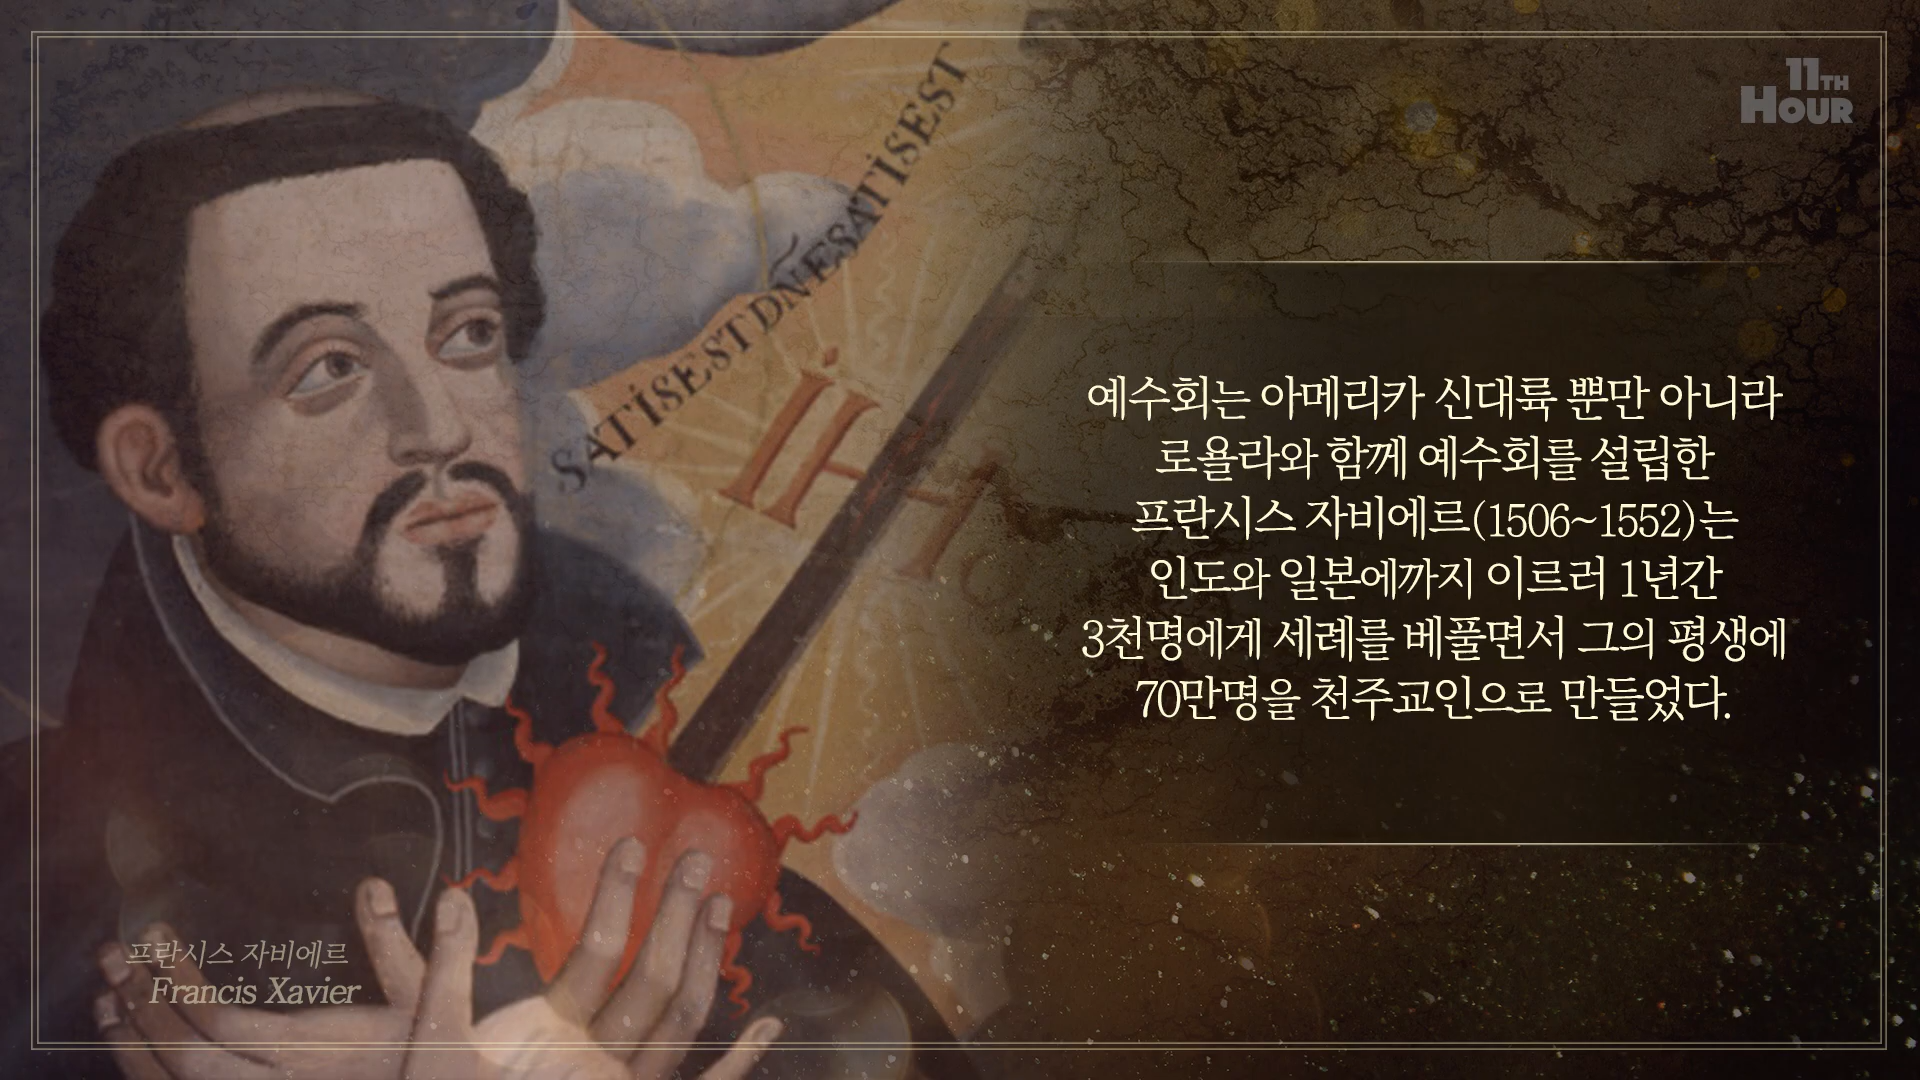 11TH
HOUR
SATISEST DÑE SATISEST
IH
예수회는 아메리카 신대륙 뿐만 아니라
로욜라와 함께 예수회를 설립한
프란시스 자비에르(1506~1552)는
인도와 일본에까지 이르러 1년간
3천명에게 세례를 베풀면서 그의 평생에
70만명을 천주교인으로 만들었다.
프란시스 자비에르
Francis Xavier